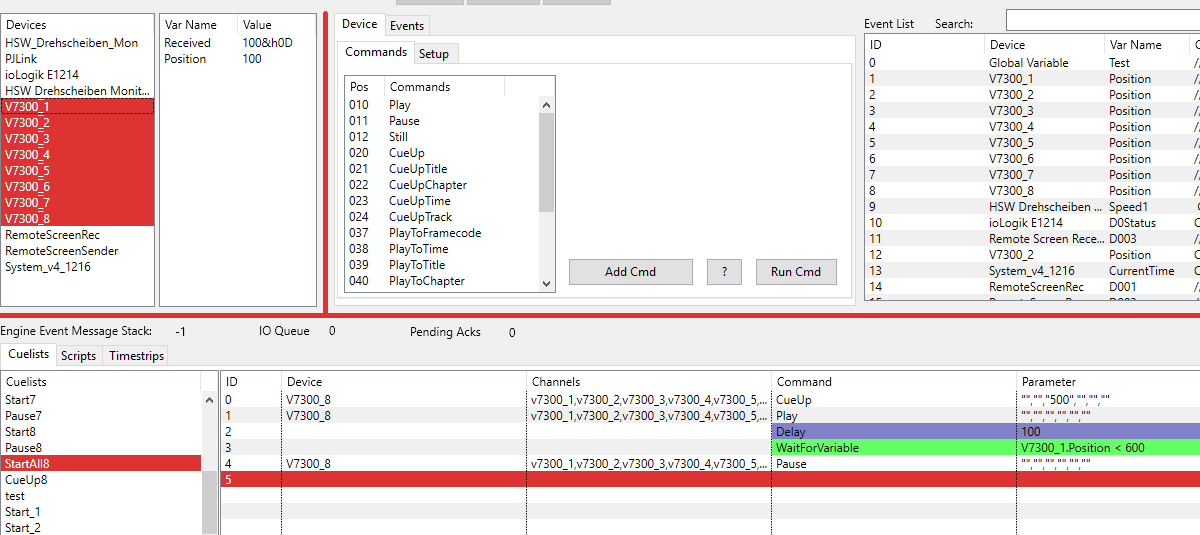 Devices
HSW_Drehscheiben_Mon
PJLink
ioLogik E1214
HSW Drehscheiben Monit...
V7300_1
V7300_2
V7300_3
V7300_4
V7300_5
V7300_6
V7300_7
V7300_8
RemoteScreenRec
RemoteScreenSender
System_v4_1216
Var Name Value
Received 100&h0D
Position 100
Device Events
Commands Setup
Pos Commands
010 Play
011 Pause
012 Still
020 CueUp
021 CueUpTitle
022 CueUpChapter
023 CueUpTime
024 CueUpTrack
037 PlayToFramecode
038 PlayToTime
039 PlayToTitle
040 PlayToChapter
Add Cmd ? Run Cmd
Event List Search:
ID Device Var Name C
0 Global Variable Test //
1 V7300_1 Position //
2 V7300_2 Position //
3 V7300_3 Position //
4 V7300_4 Position //
5 V7300_5 Position //
6 V7300_6 Position //
7 V7300_7 Position //
8 V7300_8 Position //
9 HSW Drehscheiben ... Speed1 C
10 ioLogik E1214 D0Status C
11 Remote Screen Rece... D003 //
12 V7300_2 Position C
13 System_v4_1216 CurrentTime C
14 RemoteScreenRec D001 //
Engine Event Message Stack: -1 IO Queue 0 Pending Acks 0
Cuelists Scripts Timestrips
Cuelists
Start7
Pause7
Start8
Pause8
StartAll8
CueUp8
test
Start_1
Start_2
ID Device Channels Command Parameter
0 V7300_8 v7300_1,v7300_2,v7300_3,v7300_4,v7300_5,... CueUp "","","500","","",""
1 V7300_8 v7300_1,v7300_2,v7300_3,v7300_4,v7300_5,... Play "","","","","",""
2 Delay 100
3 WaitForVariable V7300_1.Position < 600
4 V7300_8 v7300_1,v7300_2,v7300_3,v7300_4,v7300_5,... Pause "","","","","",""
5